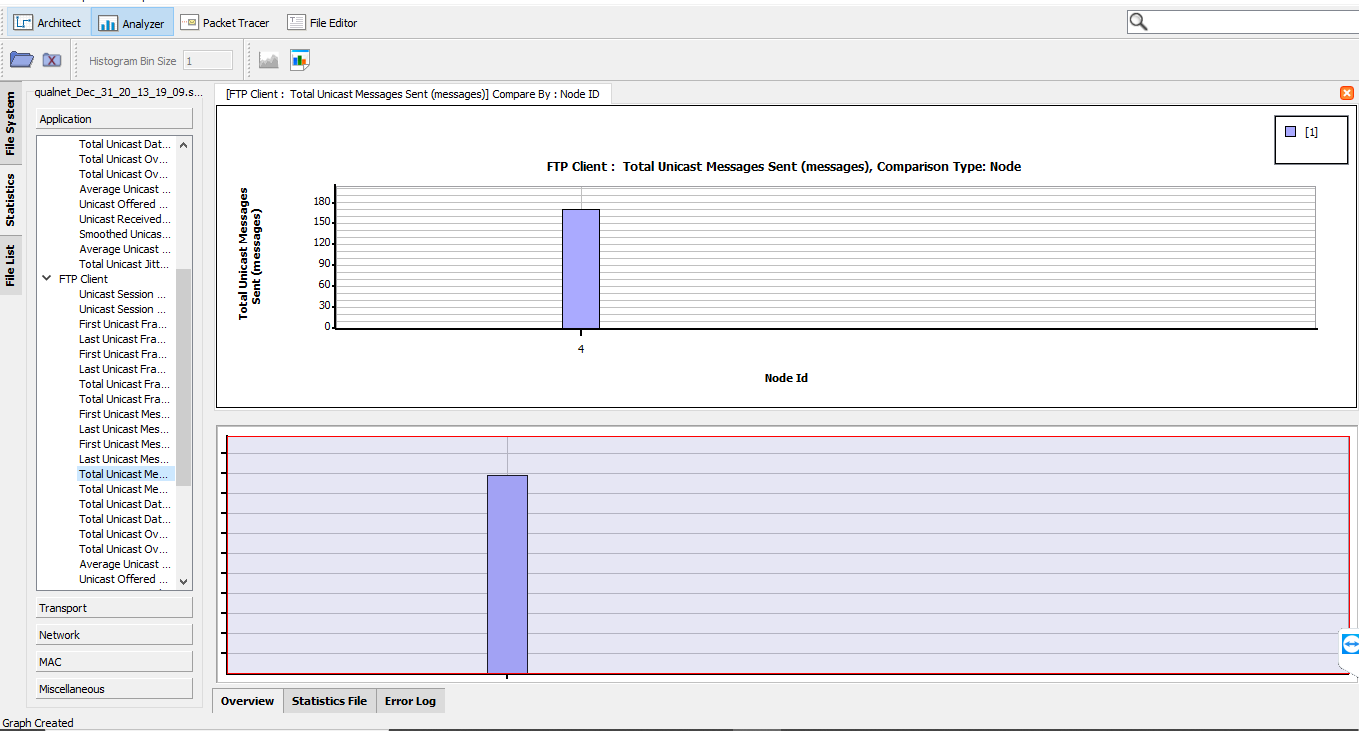 Architect
Analyzer
Packet Tracer
File Editor
Histogram Bin Size 1
File System
Statistics
File List
qualnet_Dec_31_20_13_19_09.s...
Application
Total Unicast Dat...
Total Unicast Ov...
Total Unicast Ov...
Average Unicast ...
Unicast Offered ...
Unicast Received...
Smoothed Unicas...
Average Unicast ...
Total Unicast Jitt...
FTP Client
Unicast Session ...
Unicast Session ...
First Unicast Fra...
Last Unicast Fra...
First Unicast Fra...
Last Unicast Fra...
Total Unicast Fra...
Total Unicast Fra...
First Unicast Mes...
Last Unicast Mes...
First Unicast Mes...
Last Unicast Mes...
Total Unicast Me...
Total Unicast Me...
Total Unicast Dat...
Total Unicast Dat...
Total Unicast Ov...
Total Unicast Ov...
Average Unicast ...
Unicast Offered ...
Transport
Network
MAC
Miscellaneous
[FTP Client : Total Unicast Messages Sent (messages)] Compare By : Node ID
[1]
FTP Client : Total Unicast Messages Sent (messages), Comparison Type: Node
Total Unicast Messages
Sent (messages)
180
150
120
90
60
30
0
4
Node Id
Overview
Statistics File
Error Log
Graph Created